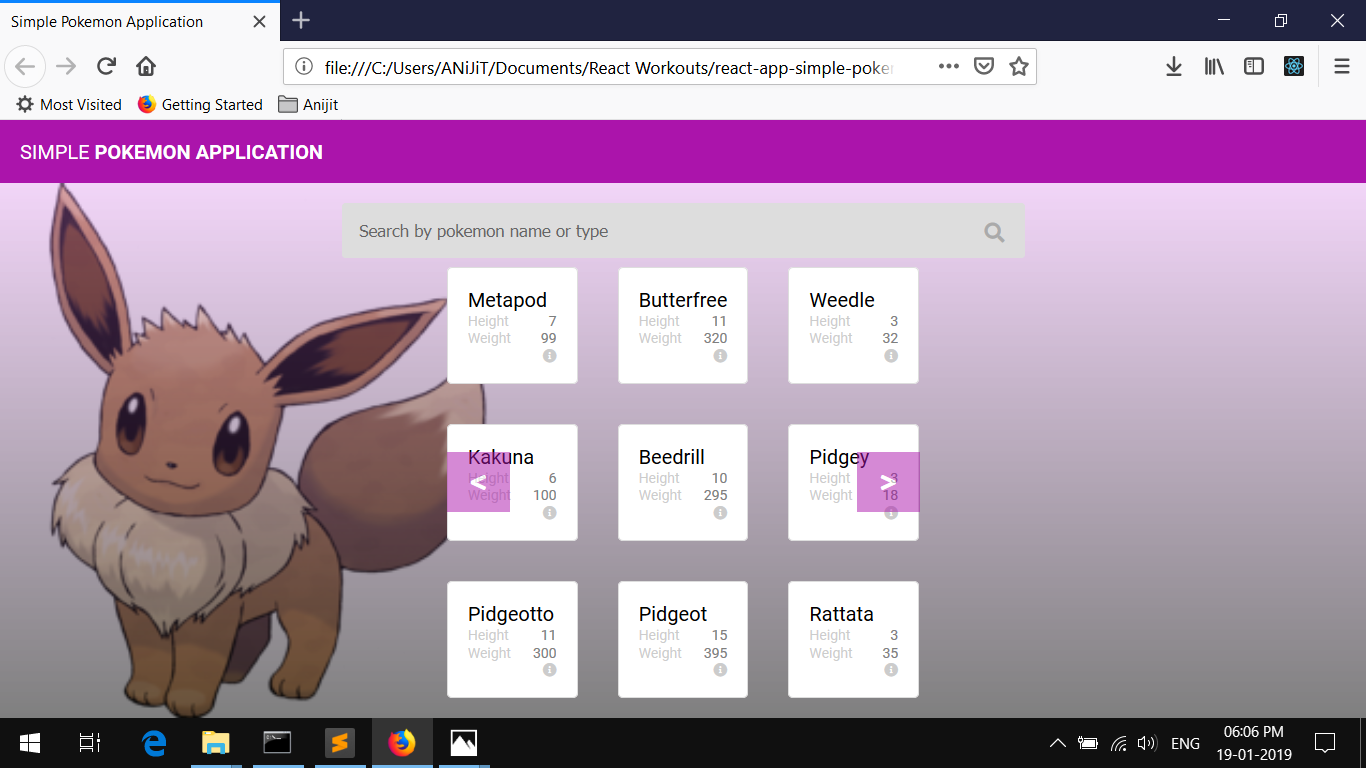 Simple Pokemon Application
file:///C:/Users/ANiJiT/Documents/React Workouts/react-app-simple-poke
Most Visited Getting Started Anijit
SIMPLE POKEMON APPLICATION
Search by pokemon name or type
Metapod
Height 7
Weight 99
Butterfree
Height 11
Weight 320
Weedle
Height 3
Weight 32
Kakuna
Height 6
Weight 100
<
Beedrill
Height 10
Weight 295
Pidgey
Height 3
Weight 18
>
Pidgeotto
Height 11
Weight 300
Pidgeot
Height 15
Weight 395
Rattata
Height 3
Weight 35
ENG
06:06 PM
19-01-2019